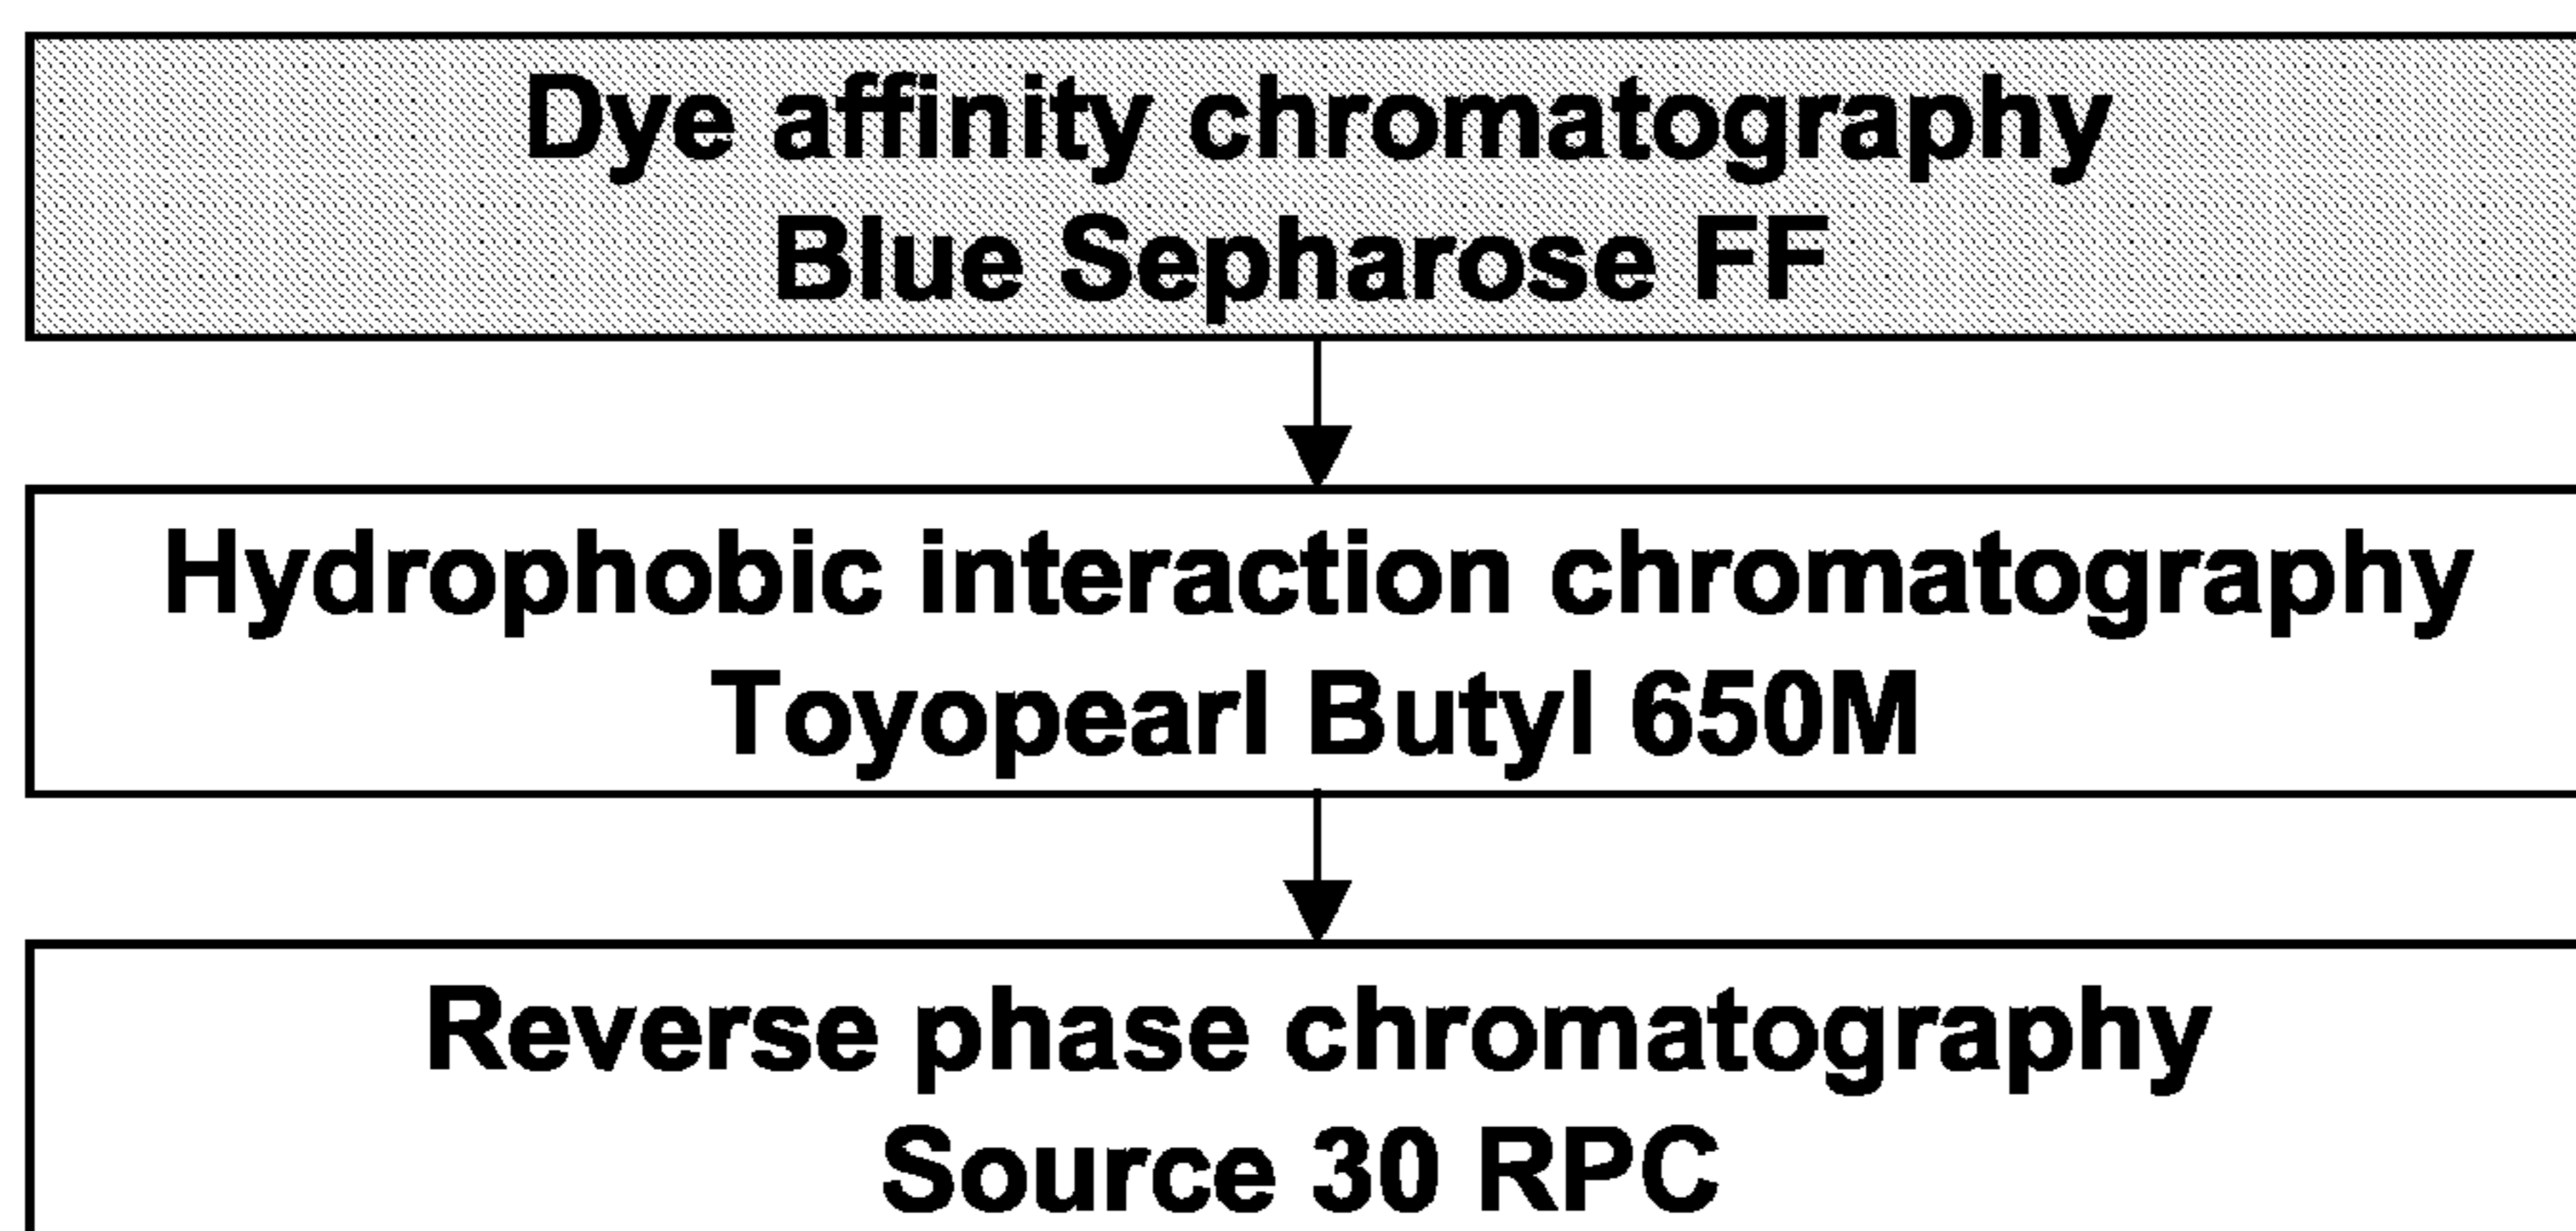 Dye affinity chromatography
Blue Sepharose FF
Hydrophobic interaction chromatography
Toyopearl Butyl 650M
Reverse phase chromatography
Source 30 RPC